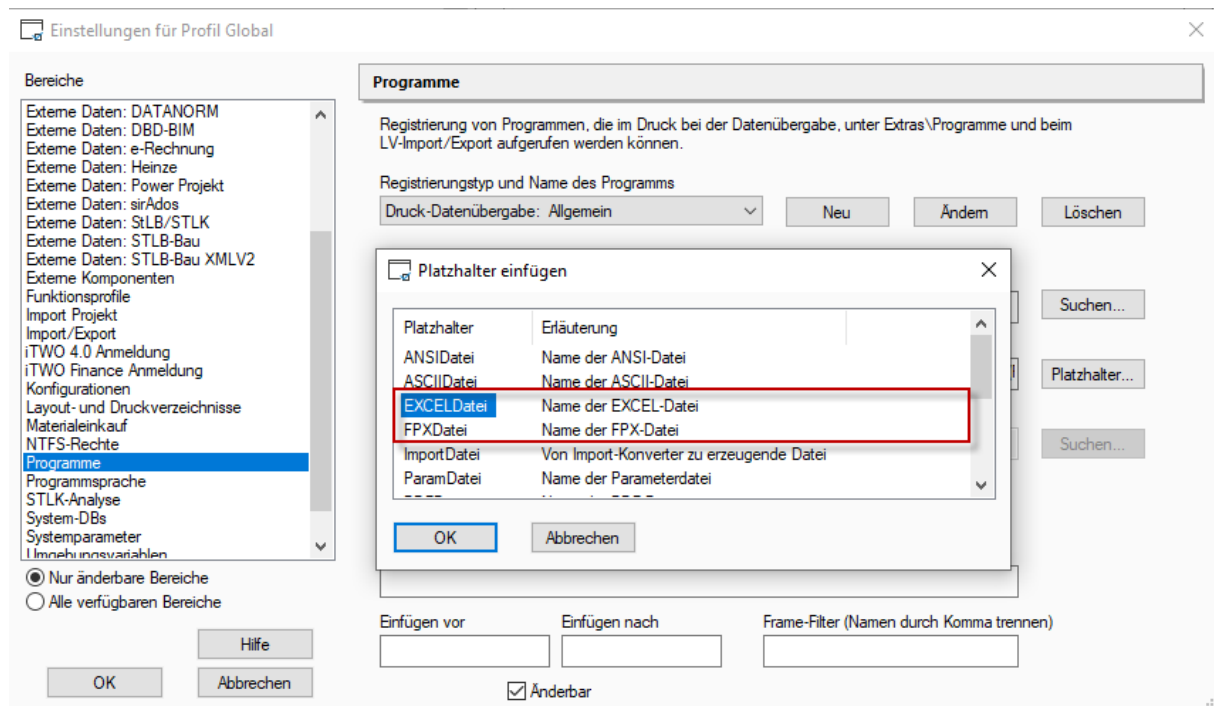 Einstellungen für Profil Global
Bereiche
Externe Daten: DATANORM
Externe Daten: DBD-BIM
Externe Daten: e-Rechnung
Externe Daten: Heinze
Externe Daten: Power Projekt
Externe Daten: sirAdos
Externe Daten: StLB/STLK
Externe Daten: STLB-Bau
Externe Daten: STLB-Bau XMLV2
Externe Komponenten
Funktionsprofile
Import Projekt
Import/Export
iTWO 4.0 Anmeldung
iTWO Finance Anmeldung
Konfigurationen
Layout- und Druckverzeichnisse
Materialeinkauf
NTFS-Rechte
Programme
Programmsprache
STLK-Analyse
System-DBs
Systemparameter
Umgebungsvariablen
Nur änderbare Bereiche
Alle verfügbaren Bereiche
Hilfe
OK Abbrechen
Programme
Registrierung von Programmen, die im Druck bei der Datenübergabe, unter Extras\Programme und beim
LV-Import/Export aufgerufen werden können.
Registrierungstyp und Name des Programms
Druck-Datenübergabe: Allgemein Neu Ändern Löschen
Suchen...
Platzhalter...
Suchen...
Platzhalter einfügen
Platzhalter Erläuterung
ANSIDatei Name der ANSI-Datei
ASCIIDatei Name der ASCII-Datei
EXCELDatei Name der EXCEL-Datei
FPXDatei Name der FPX-Datei
ImportDatei Von Import-Konverter zu erzeugende Datei
ParamDatei Name der Parameterdatei
OK Abbrechen
Einfügen vor Einfügen nach Frame-Filter (Namen durch Komma trennen)
Änderbar